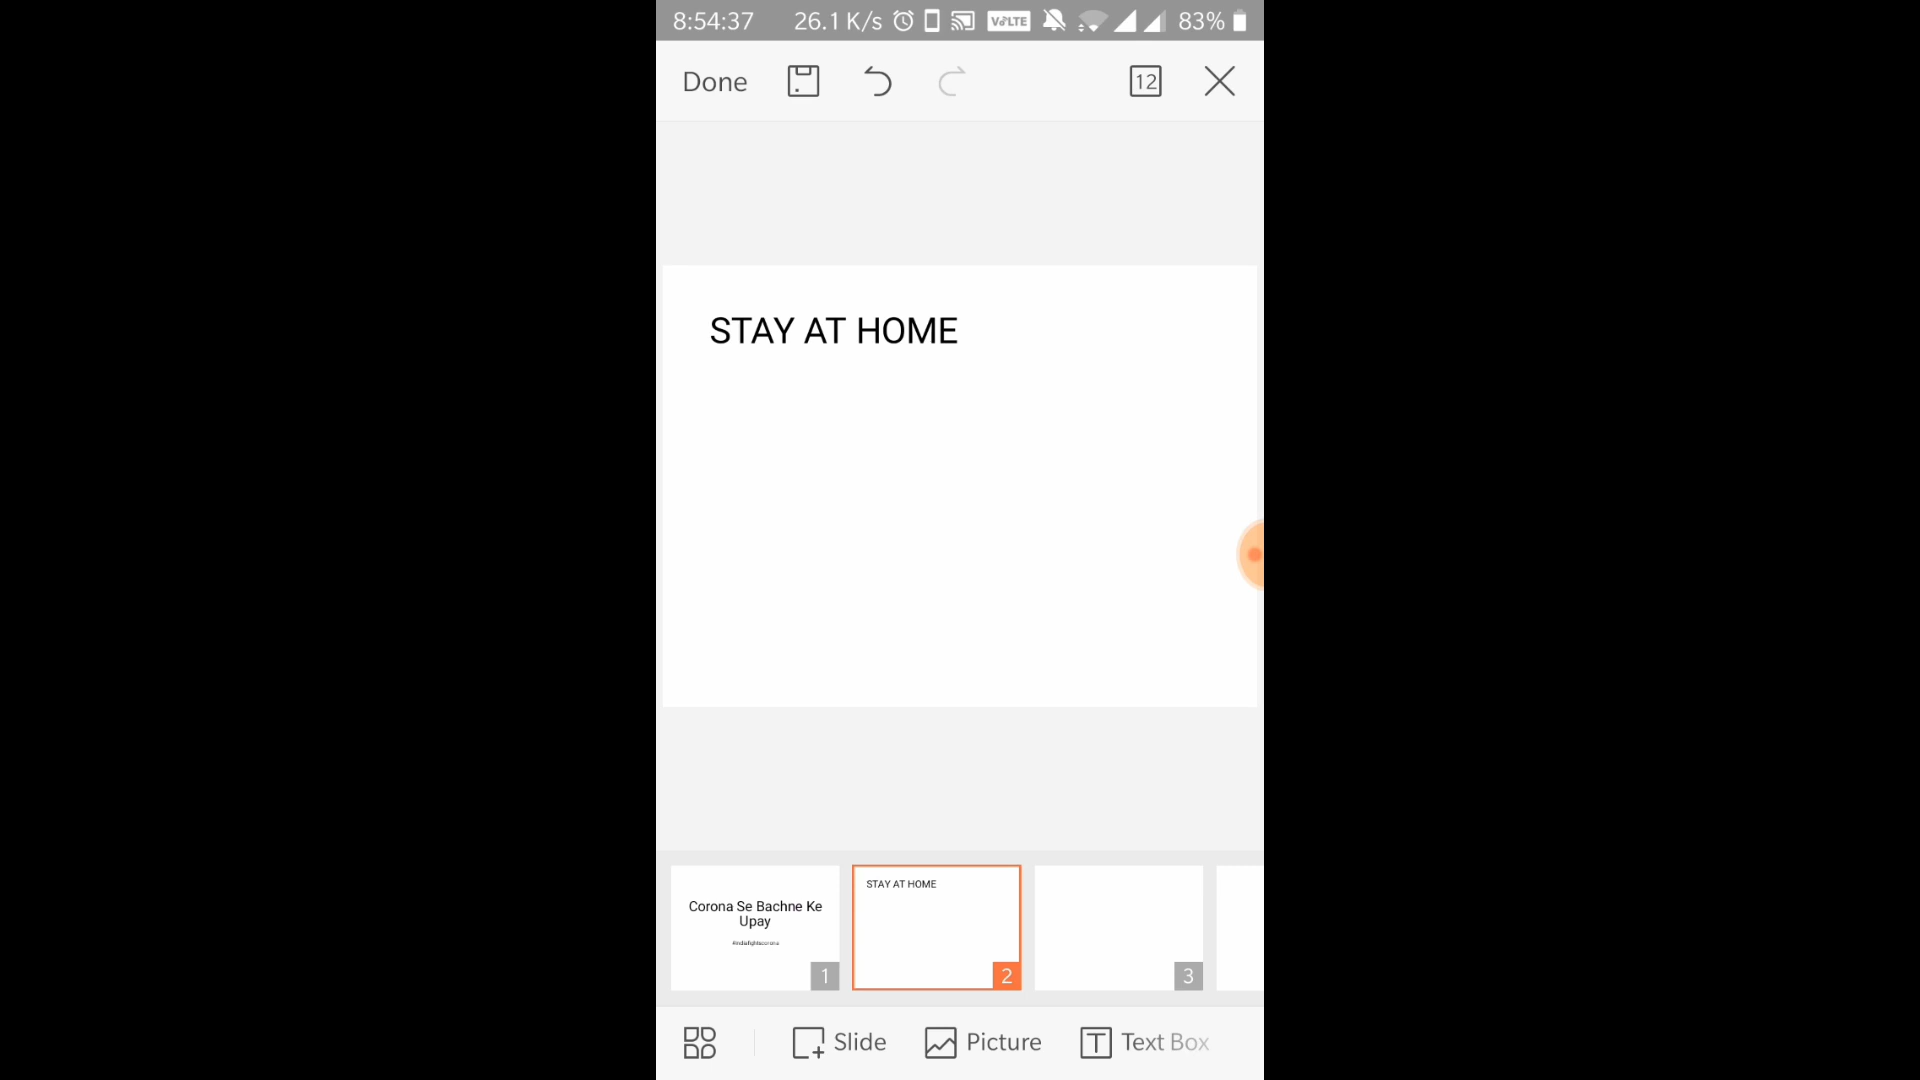 8:54:37 26.1 K/s VoLTE 83%
Done 12
STAY AT HOME
Corona Se Bachne Ke
Upay
#indiafightscorona
1
STAY AT HOME
2
3
Slide Picture Text Box